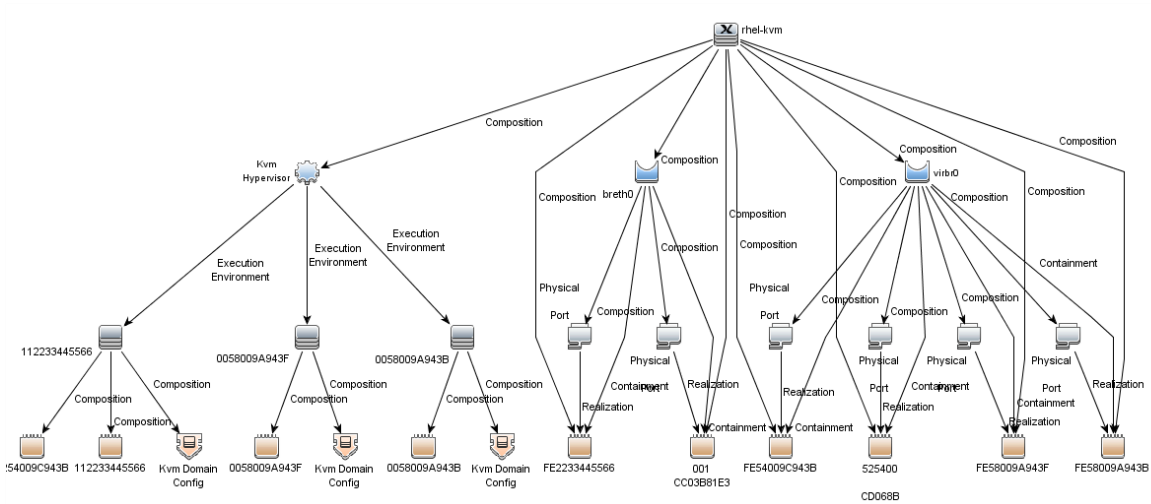 rhel-kvm
Composition
Composition
Kvm
Hypervisor
Composition
Composition
virbr0
Composition
breth0
Composition
Composition
Composition
Composition
Composition
Composition
Execution
Environment
Execution
Environment
Execution
Environment
Composition
Containment
Physical
Port
Composition
Physical
Port
Composition
Composition
Composition
112233445566
0058009A943F
0058009A943B
Physical
Port
Physical
Port
Physical
Port
Physical
Port
Composition
Composition
Composition
Composition
Composition
Composition
Composition
Containment
Realization
Realization
Realization
Containment
Realization
Realization
Containment
Realization
Containment
Containment
:54009C943B
112233445566
Kvm Domain
Config
0058009A943F
Kvm Domain
Config
0058009A943B
Kvm Domain
Config
FE2233445566
001
CC03B81E3
FE54009C943B
525400
CD068B
FE58009A943F
FE58009A943B